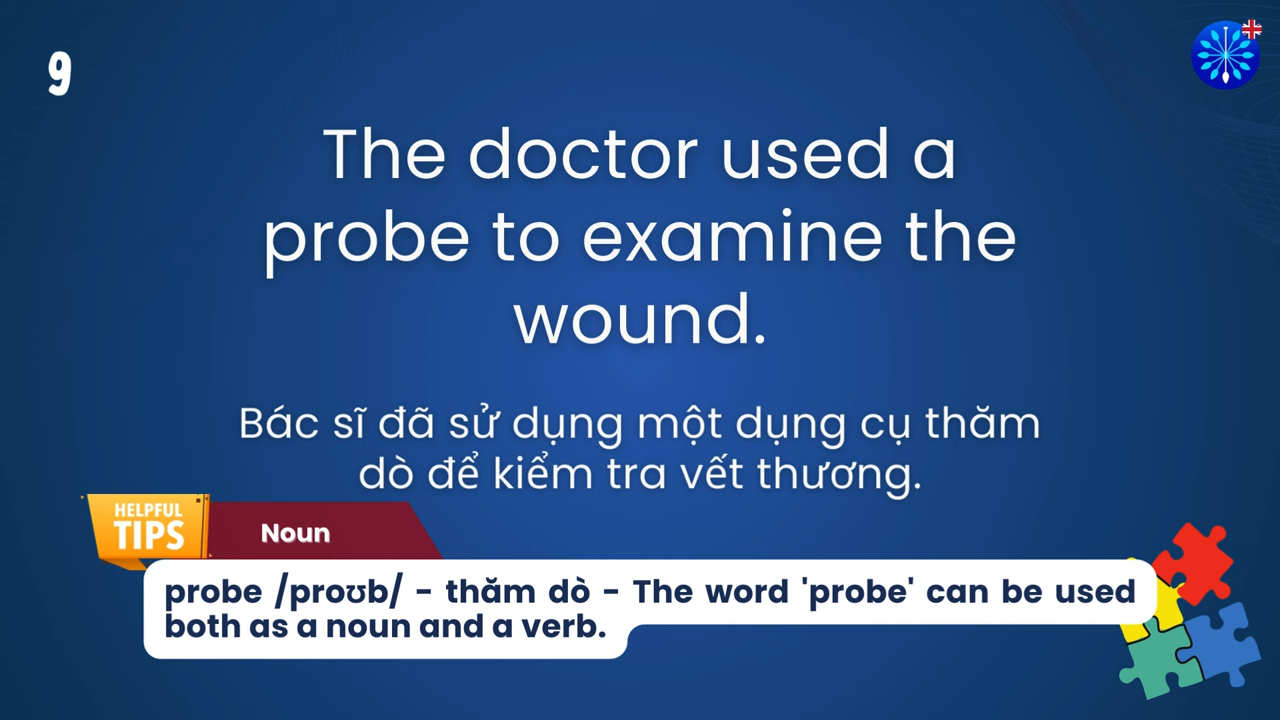 9
The doctor used a
probe to examine the
wound.
Bác sĩ đã sử dụng một dụng cụ thăm
dò để kiểm tra vết thương.
HELPFUL
TIPS
Noun
probe /proʊb/ - thăm dò - The word 'probe' can be used
both as a noun and a verb.